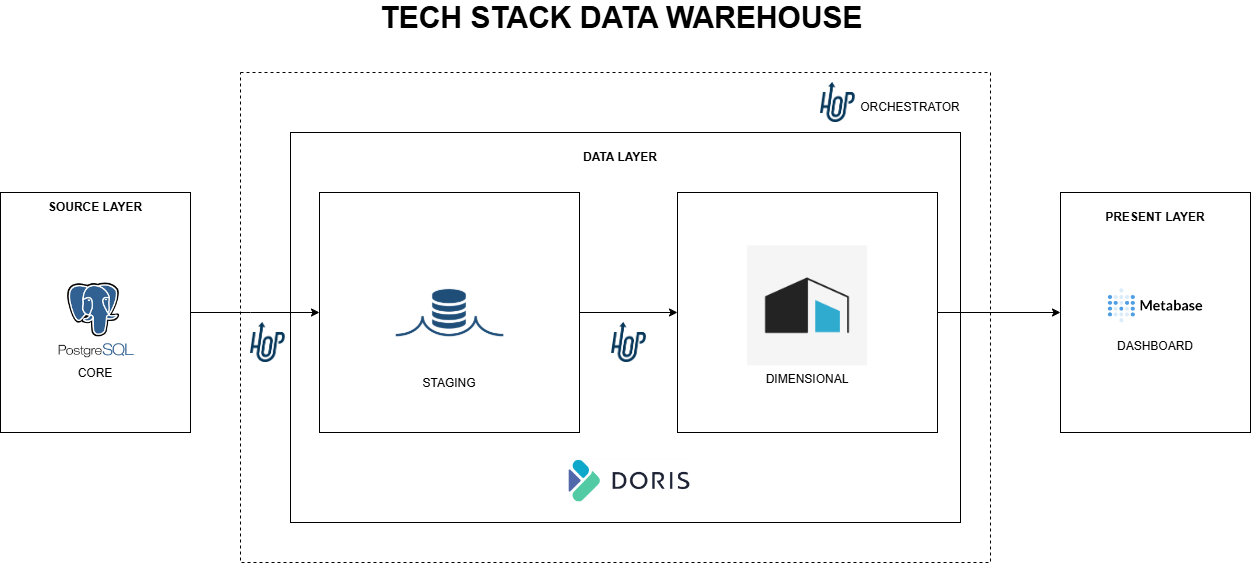 TECH STACK DATA WAREHOUSE
HOP ORCHESTRATOR
DATA LAYER
SOURCE LAYER
PRESENT LAYER
PostgreSQL
CORE
HOP
STAGING
HOP
DIMENSIONAL
Metabase
DASHBOARD
DORIS